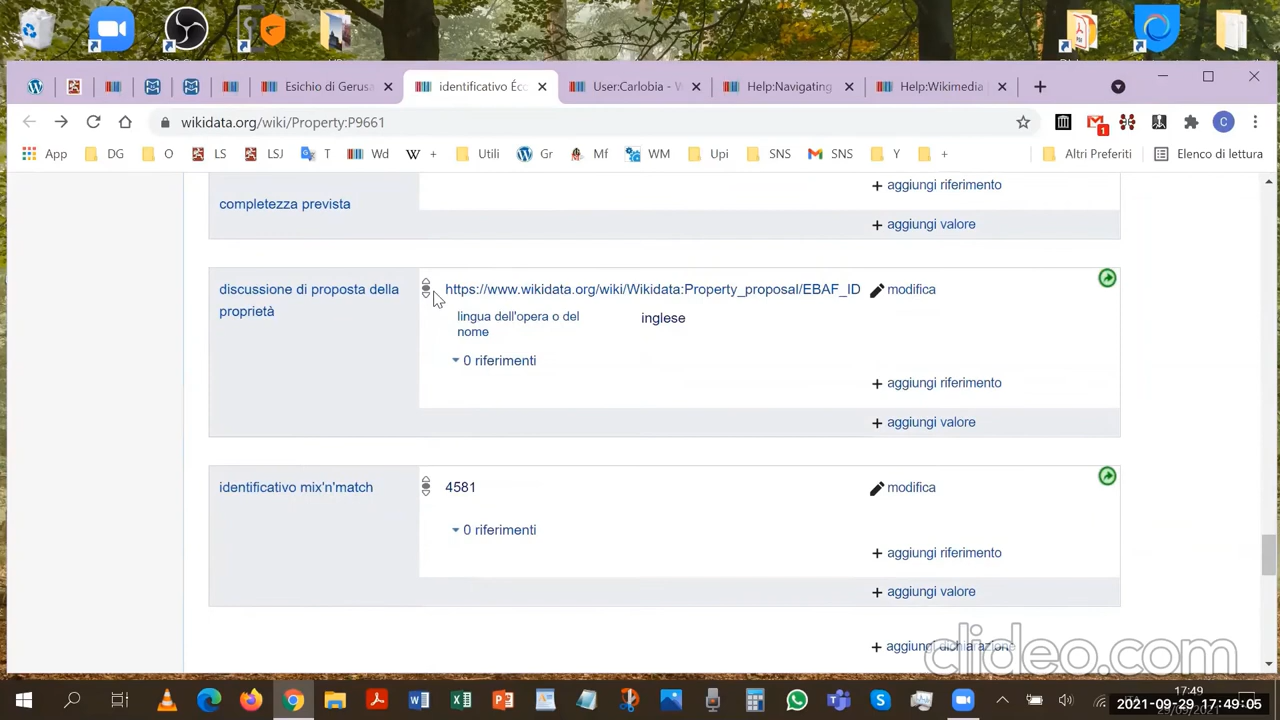 Esichio di Gerusa
identificativo Éco
User:Carlobia - W
Help:Navigating
Help:Wikimedia
wikidata.org/wiki/Property:P9661
1
C
App
DG
O
LS
LSJ
T
Wd
+
Utili
Gr
Mf
WM
Upi
SNS
SNS
Y
+
Altri Preferiti
Elenco di lettura
+ aggiungi riferimento
completezza prevista
+ aggiungi valore
discussione di proposta della
proprietà
https://www.wikidata.org/wiki/Wikidata:Property_proposal/EBAF_ID
modifica
lingua dell'opera o del
nome
inglese
0 riferimenti
+ aggiungi riferimento
+ aggiungi valore
identificativo mix'n'match
4581
modifica
0 riferimenti
+ aggiungi riferimento
+ aggiungi valore
+ aggiungi dichiarazione
clideo.com
17:49
2021-09-29 17:49:05